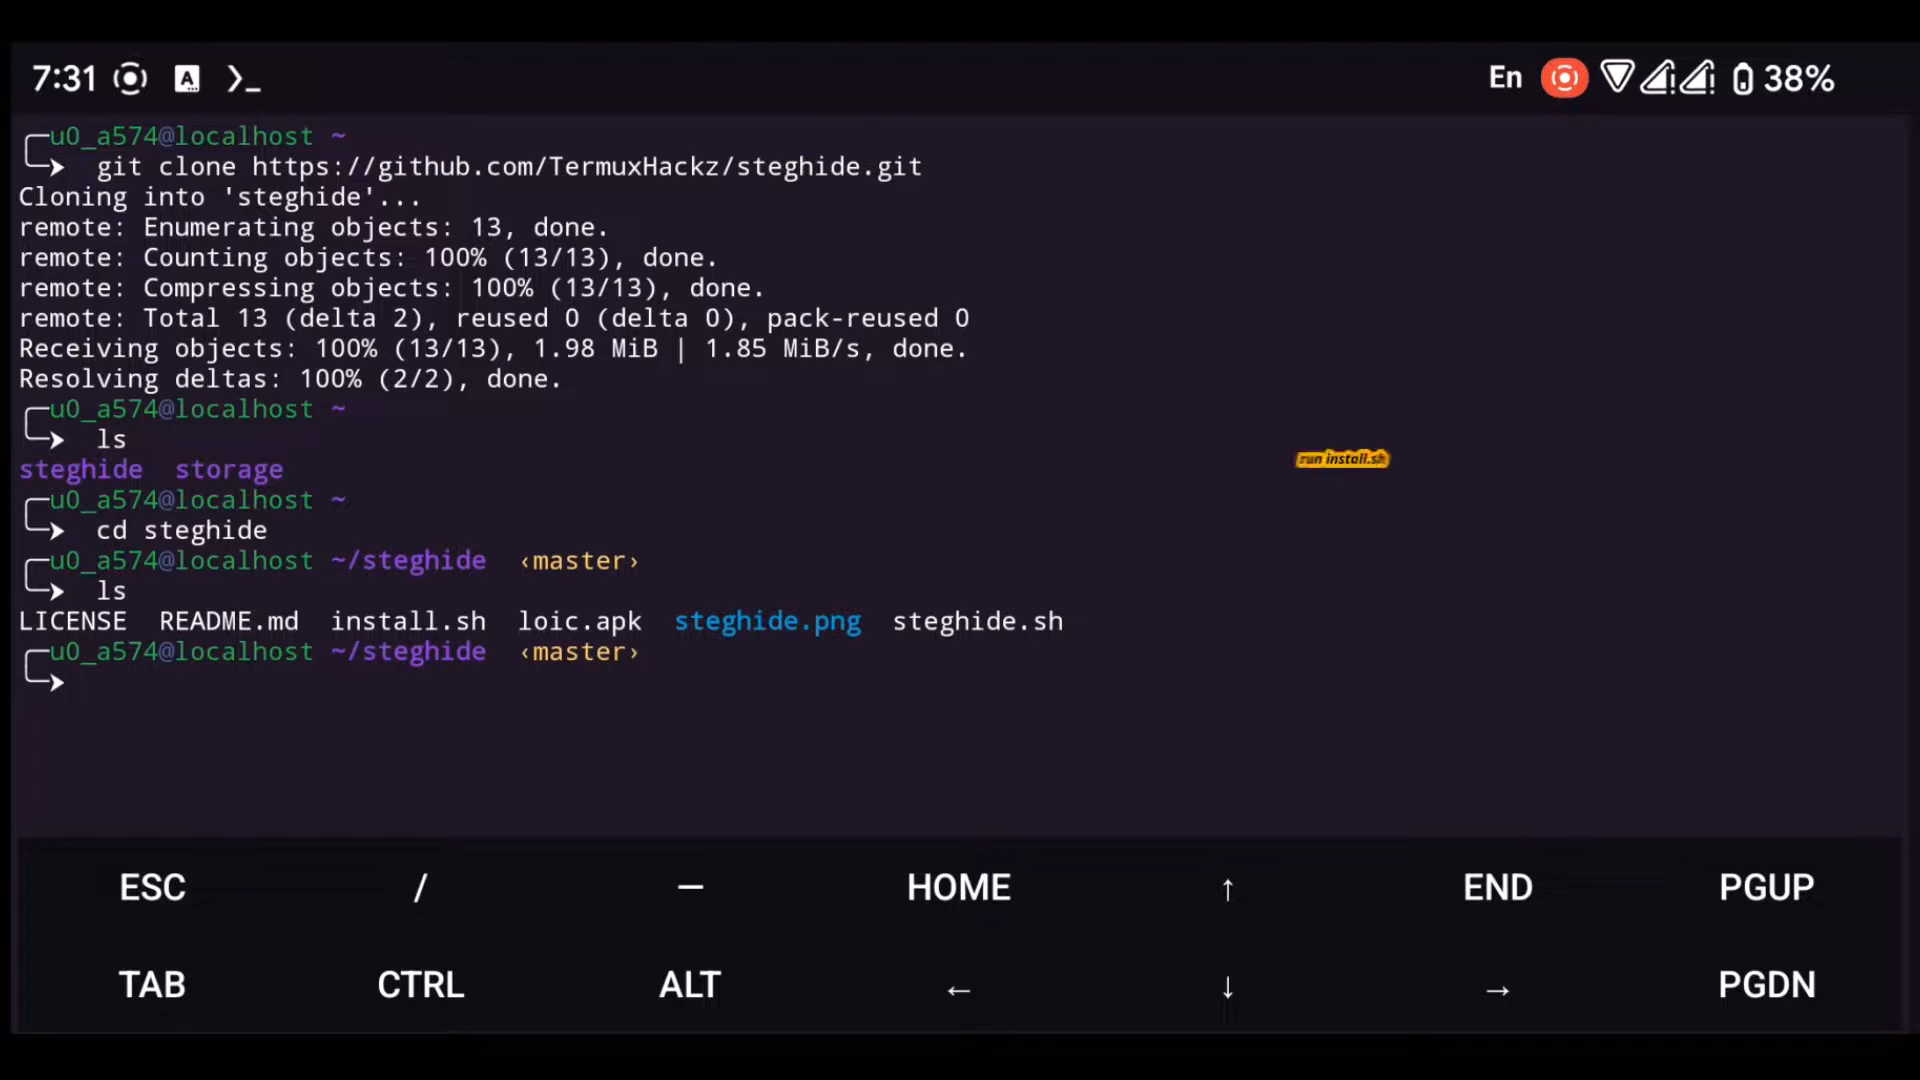 7:31 A >_ En 38%
u0_a574@localhost ~
git clone https://github.com/TermuxHackz/steghide.git
Cloning into 'steghide'...
remote: Enumerating objects: 13, done.
remote: Counting objects: 100% (13/13), done.
remote: Compressing objects: 100% (13/13), done.
remote: Total 13 (delta 2), reused 0 (delta 0), pack-reused 0
Receiving objects: 100% (13/13), 1.98 MiB | 1.85 MiB/s, done.
Resolving deltas: 100% (2/2), done.
u0_a574@localhost ~
ls
run install.sh
steghide storage
u0_a574@localhost ~
cd steghide
u0_a574@localhost ~/steghide ‹master›
ls
LICENSE README.md install.sh loic.apk steghide.png steghide.sh
u0_a574@localhost ~/steghide ‹master›
ESC / — HOME ↑ END PGUP
TAB CTRL ALT ← ↓ → PGDN